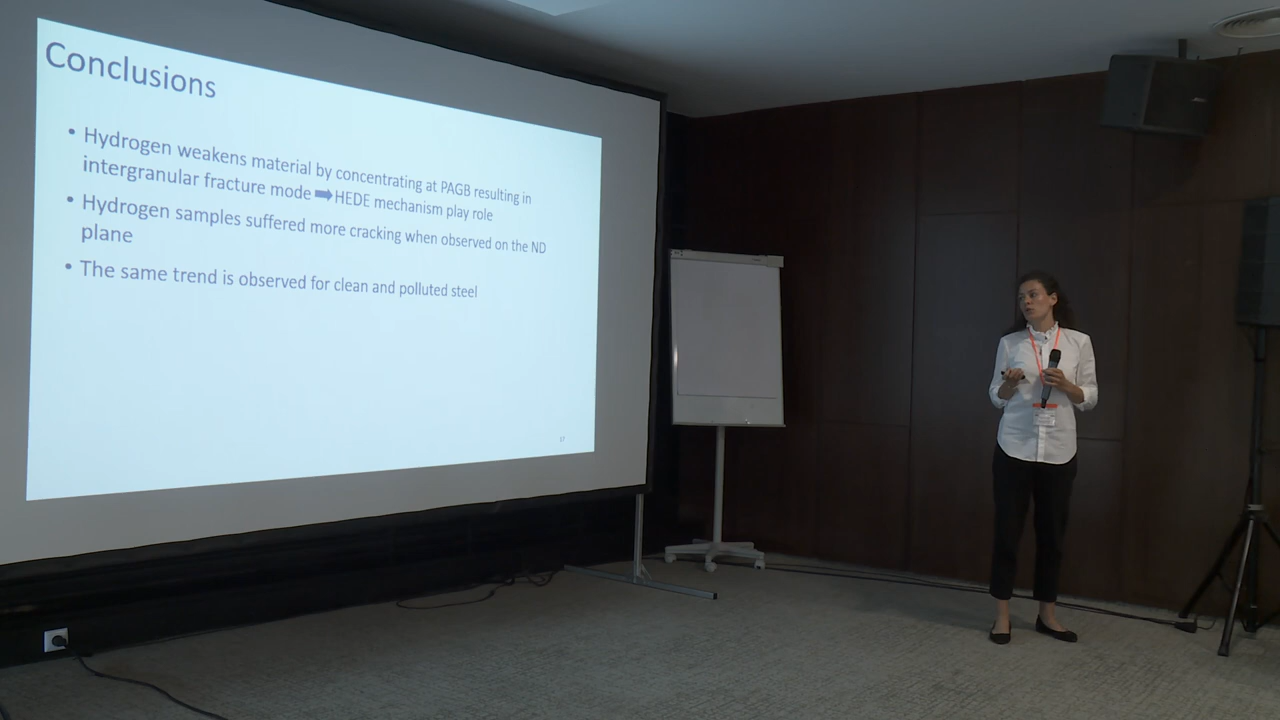 Conclusions
• Hydrogen weakens material by concentrating at PAGB resulting in
intergranular fracture mode ➡HEDE mechanism play role
• Hydrogen samples suffered more cracking when observed on the ND
plane
• The same trend is observed for clean and polluted steel
17